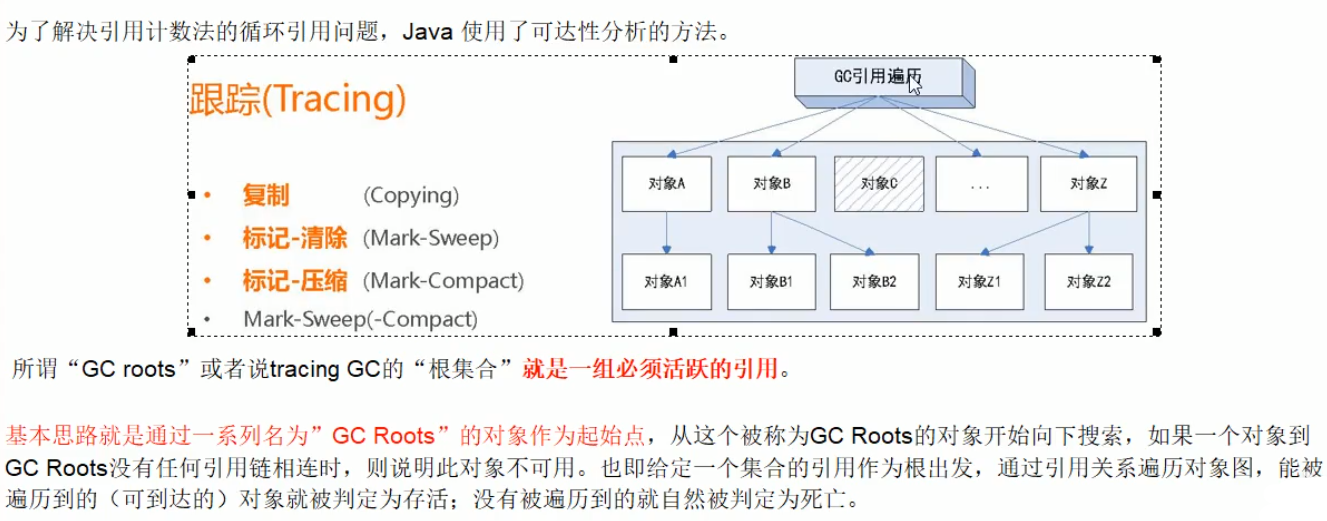 为了解决引用计数法的循环引用问题，Java 使用了可达性分析的方法。
跟踪(Tracing)
• 复制 (Copying)
• 标记-清除 (Mark-Sweep)
• 标记-压缩 (Mark-Compact)
• Mark-Sweep(-Compact)
GC引用遍历
对象A 对象B 对象C ... 对象Z
对象A1 对象B1 对象B2 对象Z1 对象Z2
所谓“GC roots”或者说tracing GC的“根集合”就是一组必须活跃的引用。
基本思路就是通过一系列名为”GC Roots”的对象作为起始点，从这个被称为GC Roots的对象开始向下搜索，如果一个对象到
GC Roots没有任何引用链相连时，则说明此对象不可用。也即给定一个集合的引用作为根出发，通过引用关系遍历对象图，能被
遍历到的（可到达的）对象就被判定为存活；没有被遍历到的就自然被判定为死亡。